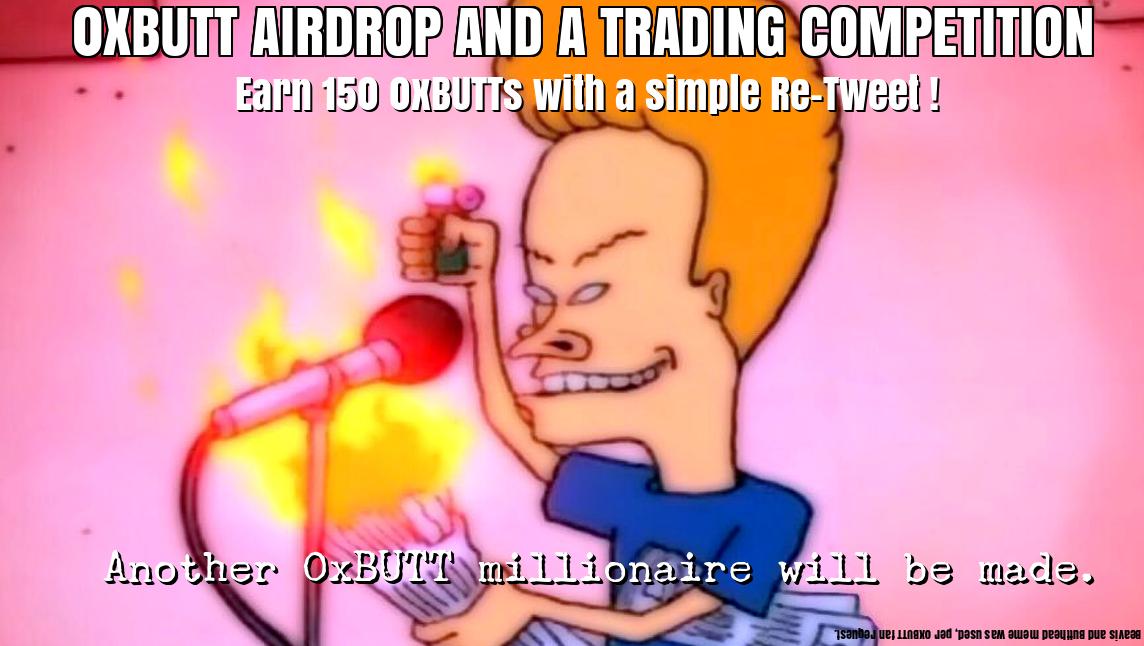 OXBUTT AIRDROP AND A TRADING COMPETITION
Earn 150 OXBUTTs with a simple Re-Tweet !
Another OxBUTT millionaire will be made.
Beavis and Butthead meme was used, per OXBUTT fan request.